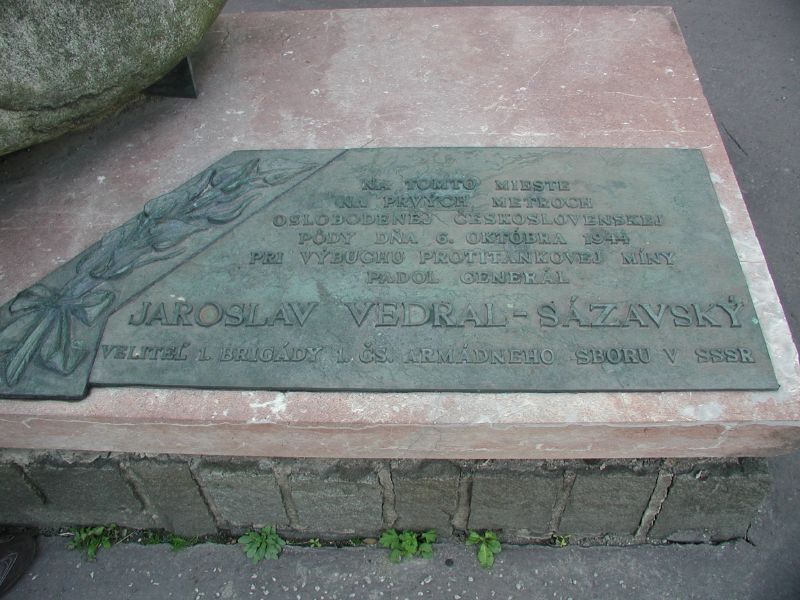 NA TOMTO MIESTE
NA PRVÝCH METROCH
OSLOBODENEJ ČESKOSLOVENSKEJ
PÔDY DŇA 6. OKTÓBRA 1944
PRI VÝBUCHU PROTITANKOVEJ MÍNY
PADOL GENERÁL
JAROSLAV VEDRAL-SÁZAVSKÝ
VELITEĽ 1. BRIGÁDY 1. ČS. ARMÁDNEHO SBORU V SSSR